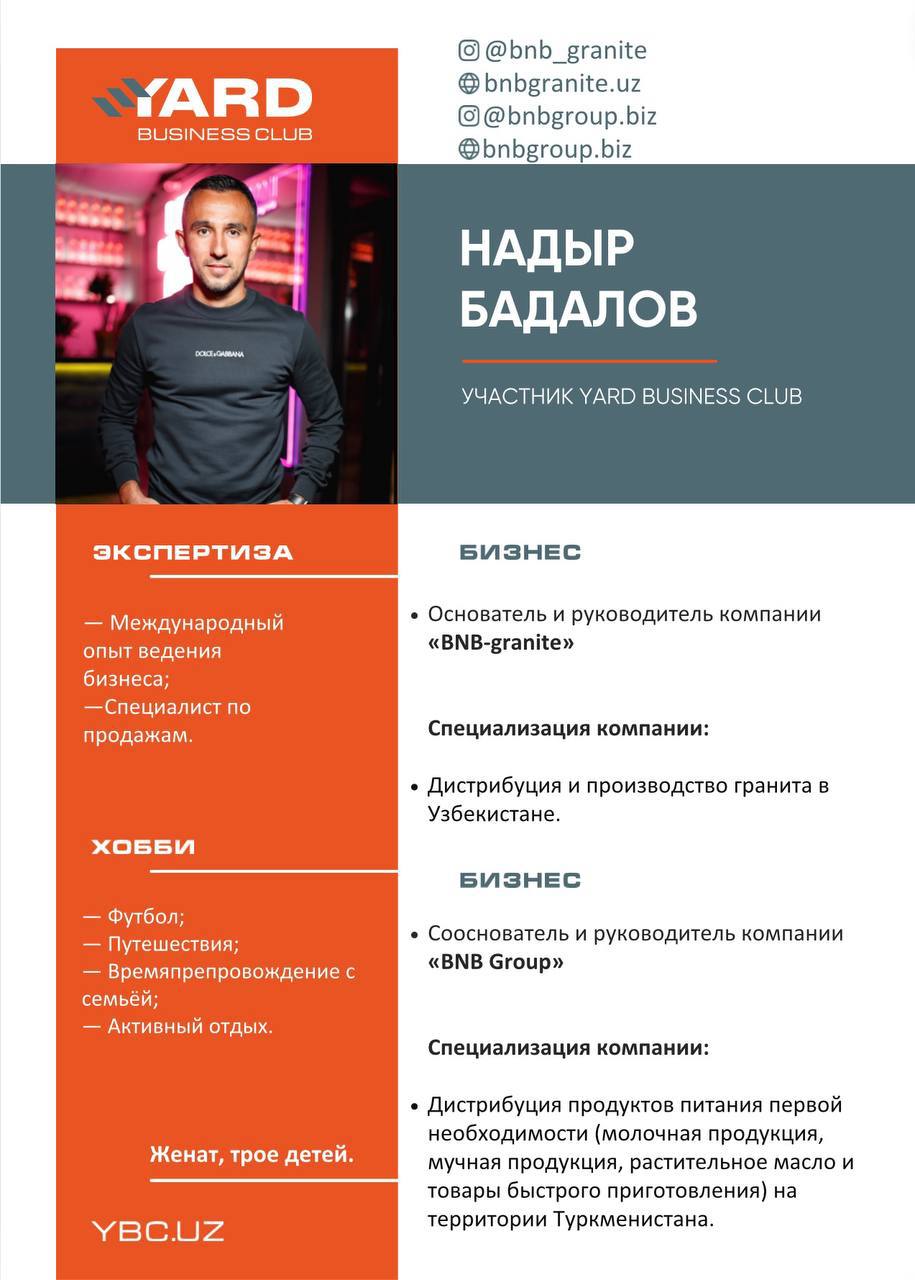 YARD
BUSINESS CLUB
@bnb_granite
bnbgranite.uz
@bnbgroup.biz
bnbgroup.biz
DOLCE & GABBANA
НАДЫР
БАДАЛОВ
УЧАСТНИК YARD BUSINESS CLUB
ЭКСПЕРТИЗА
— Международный
опыт ведения
бизнеса;
—Специалист по
продажам.
ХОББИ
— Футбол;
— Путешествия;
— Времяпрепровождение с
семьёй;
— Активный отдых.
Женат, трое детей.
YBC.UZ
БИЗНЕС
• Основатель и руководитель компании
«BNB-granite»
Специализация компании:
• Дистрибуция и производство гранита в
Узбекистане.
БИЗНЕС
• Сооснователь и руководитель компании
«BNB Group»
Специализация компании:
• Дистрибуция продуктов питания первой
необходимости (молочная продукция,
мучная продукция, растительное масло и
товары быстрого приготовления) на
территории Туркменистана.